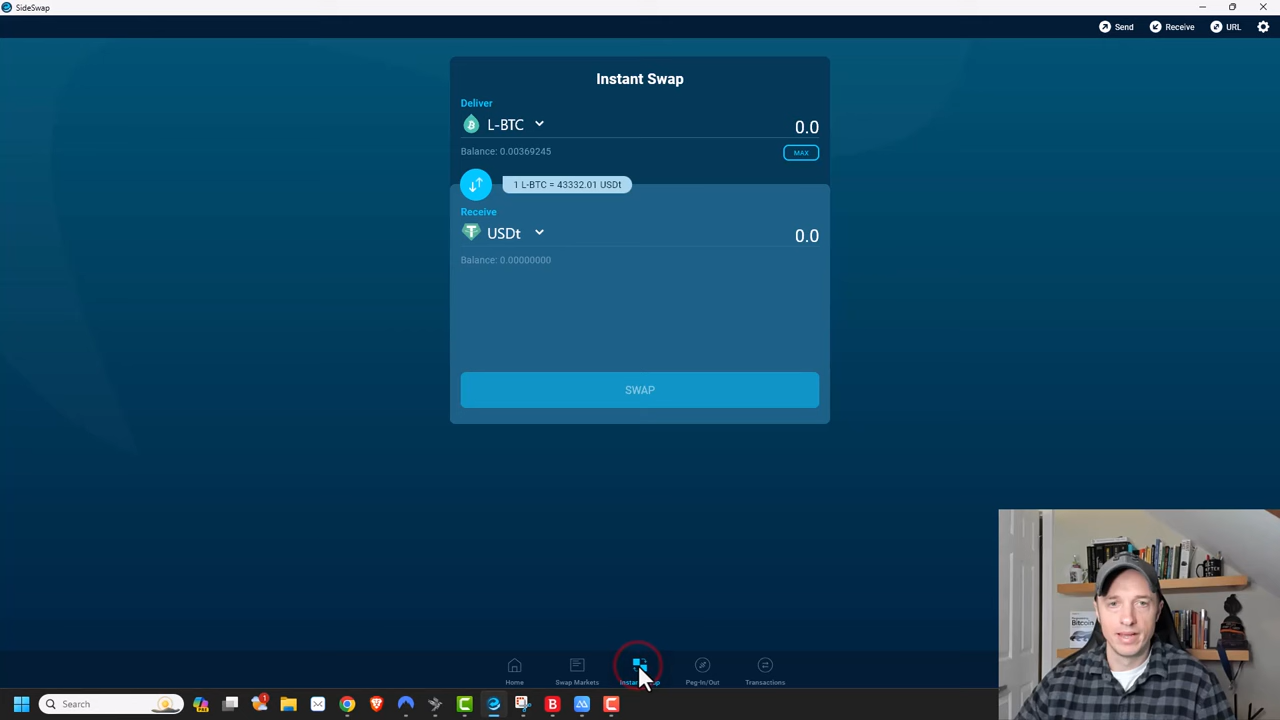 SideSwap
Send
Receive
URL
Instant Swap
Deliver
L-BTC
0.0
Balance: 0.00369245
MAX
1 L-BTC = 43332.01 USDt
Receive
USDt
0.0
Balance: 0.00000000
SWAP
Home
Swap Markets
Peg-In/Out
Transactions
Search
Bitcoin